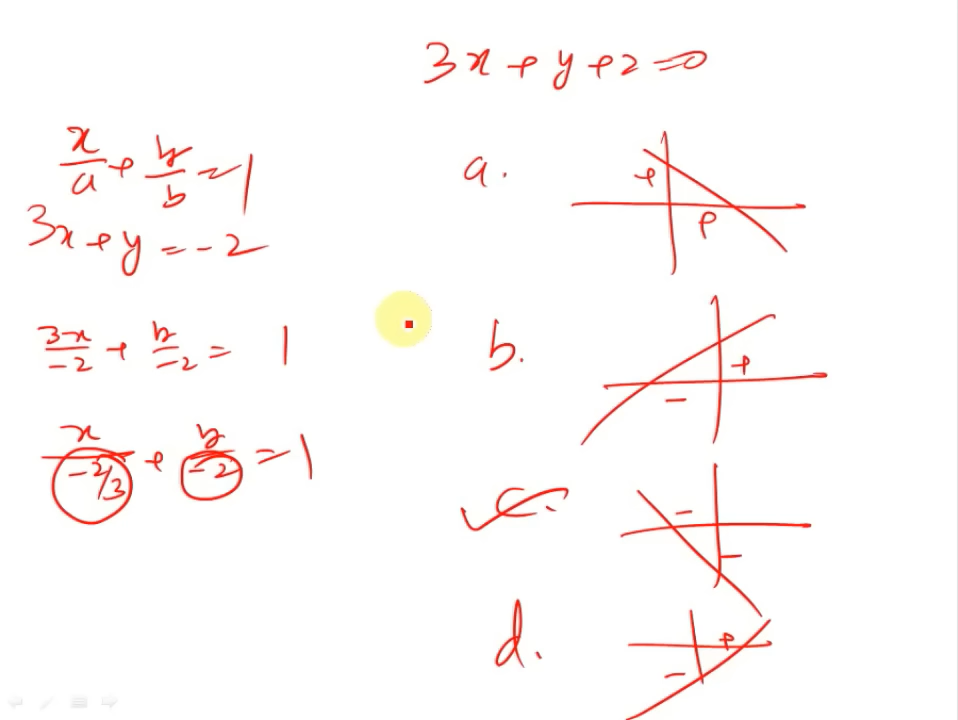 3x + y + 2 = 0
x/a + y/b = 1
3x + y = -2
3x/-2 + y/-2 = 1
x/-2/3 + y/-2 = 1
a.
+
P
b.
+
-
c.
-
-
d.
+
-